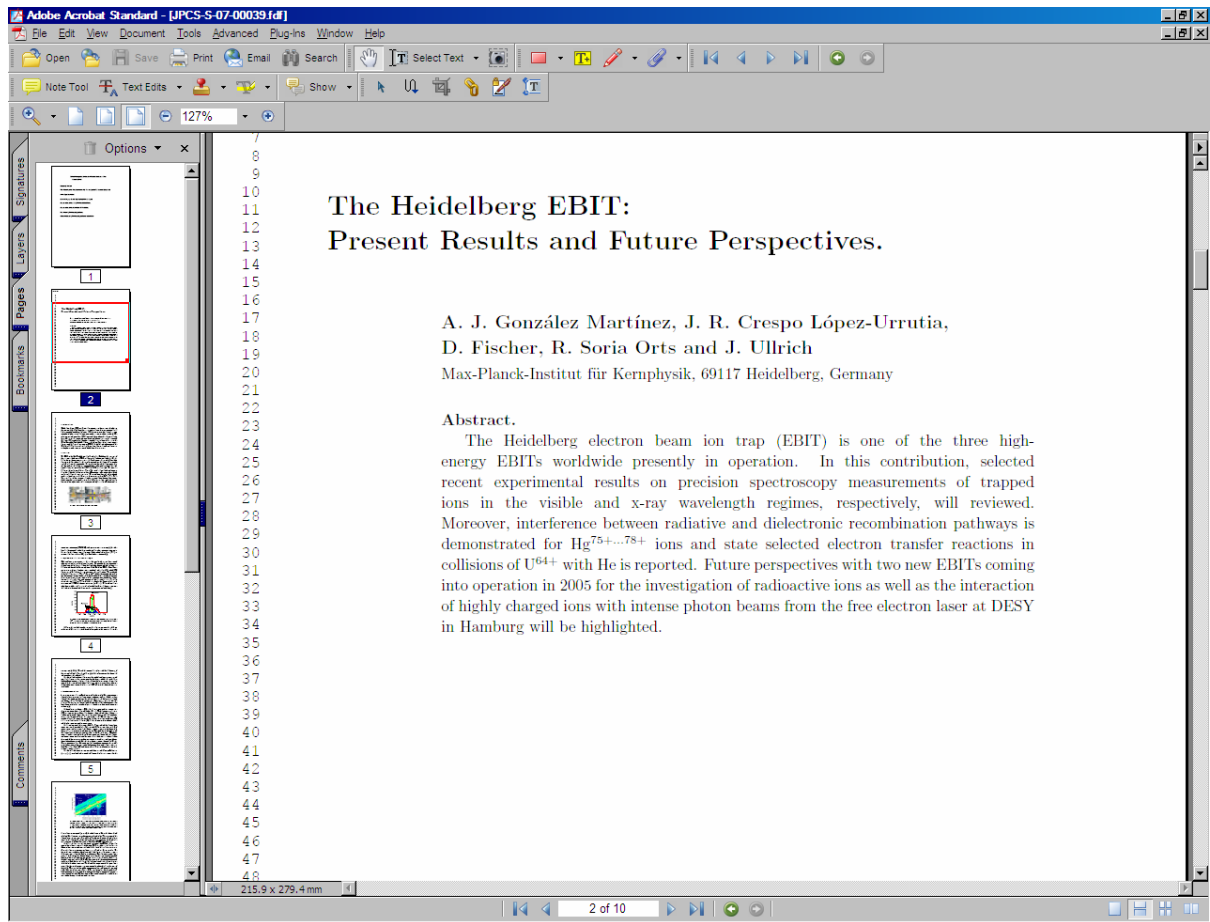 Adobe Acrobat Standard - [JPCS-S-07-00039.fdf]
File Edit View Document Tools Advanced Plug-Ins Window Help
Open Save Print Email Search Select Text
Note Tool Text Edits Show
127%
Options
Signatures
Layers
Pages
Bookmarks
Comments
1
2
3
4
5
7
8
9
10
11
12
13
14
15
16
17
18
19
20
21
22
23
24
25
26
27
28
29
30
31
32
33
34
35
36
37
38
39
40
41
42
43
44
45
46
47
48
The Heidelberg EBIT:
Present Results and Future Perspectives.
A. J. González Martínez, J. R. Crespo López-Urrutia,
D. Fischer, R. Soria Orts and J. Ullrich
Max-Planck-Institut für Kernphysik, 69117 Heidelberg, Germany
Abstract.
The Heidelberg electron beam ion trap (EBIT) is one of the three high-
energy EBITs worldwide presently in operation. In this contribution, selected
recent experimental results on precision spectroscopy measurements of trapped
ions in the visible and x-ray wavelength regimes, respectively, will reviewed.
Moreover, interference between radiative and dielectronic recombination pathways is
demonstrated for Hg⁷⁵⁺···⁷⁸⁺ ions and state selected electron transfer reactions in
collisions of U⁶⁴⁺ with He is reported. Future perspectives with two new EBITs coming
into operation in 2005 for the investigation of radioactive ions as well as the interaction
of highly charged ions with intense photon beams from the free electron laser at DESY
in Hamburg will be highlighted.
215.9 x 279.4 mm
2 of 10